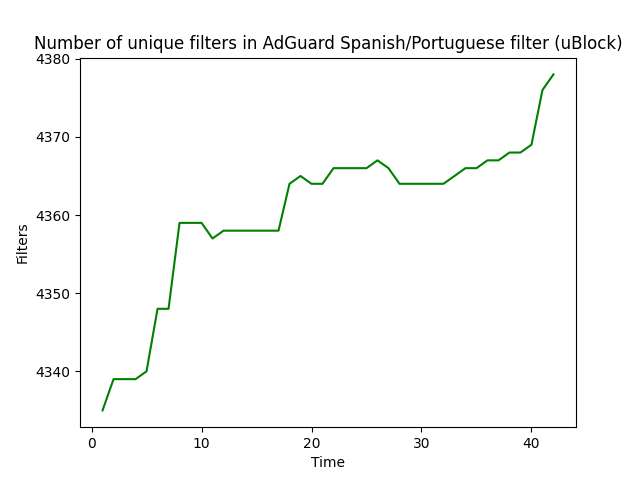 Number of unique filters in AdGuard Spanish/Portuguese filter (uBlock)
4380
4370
4360
4350
4340
Filters
0 10 20 30 40
Time